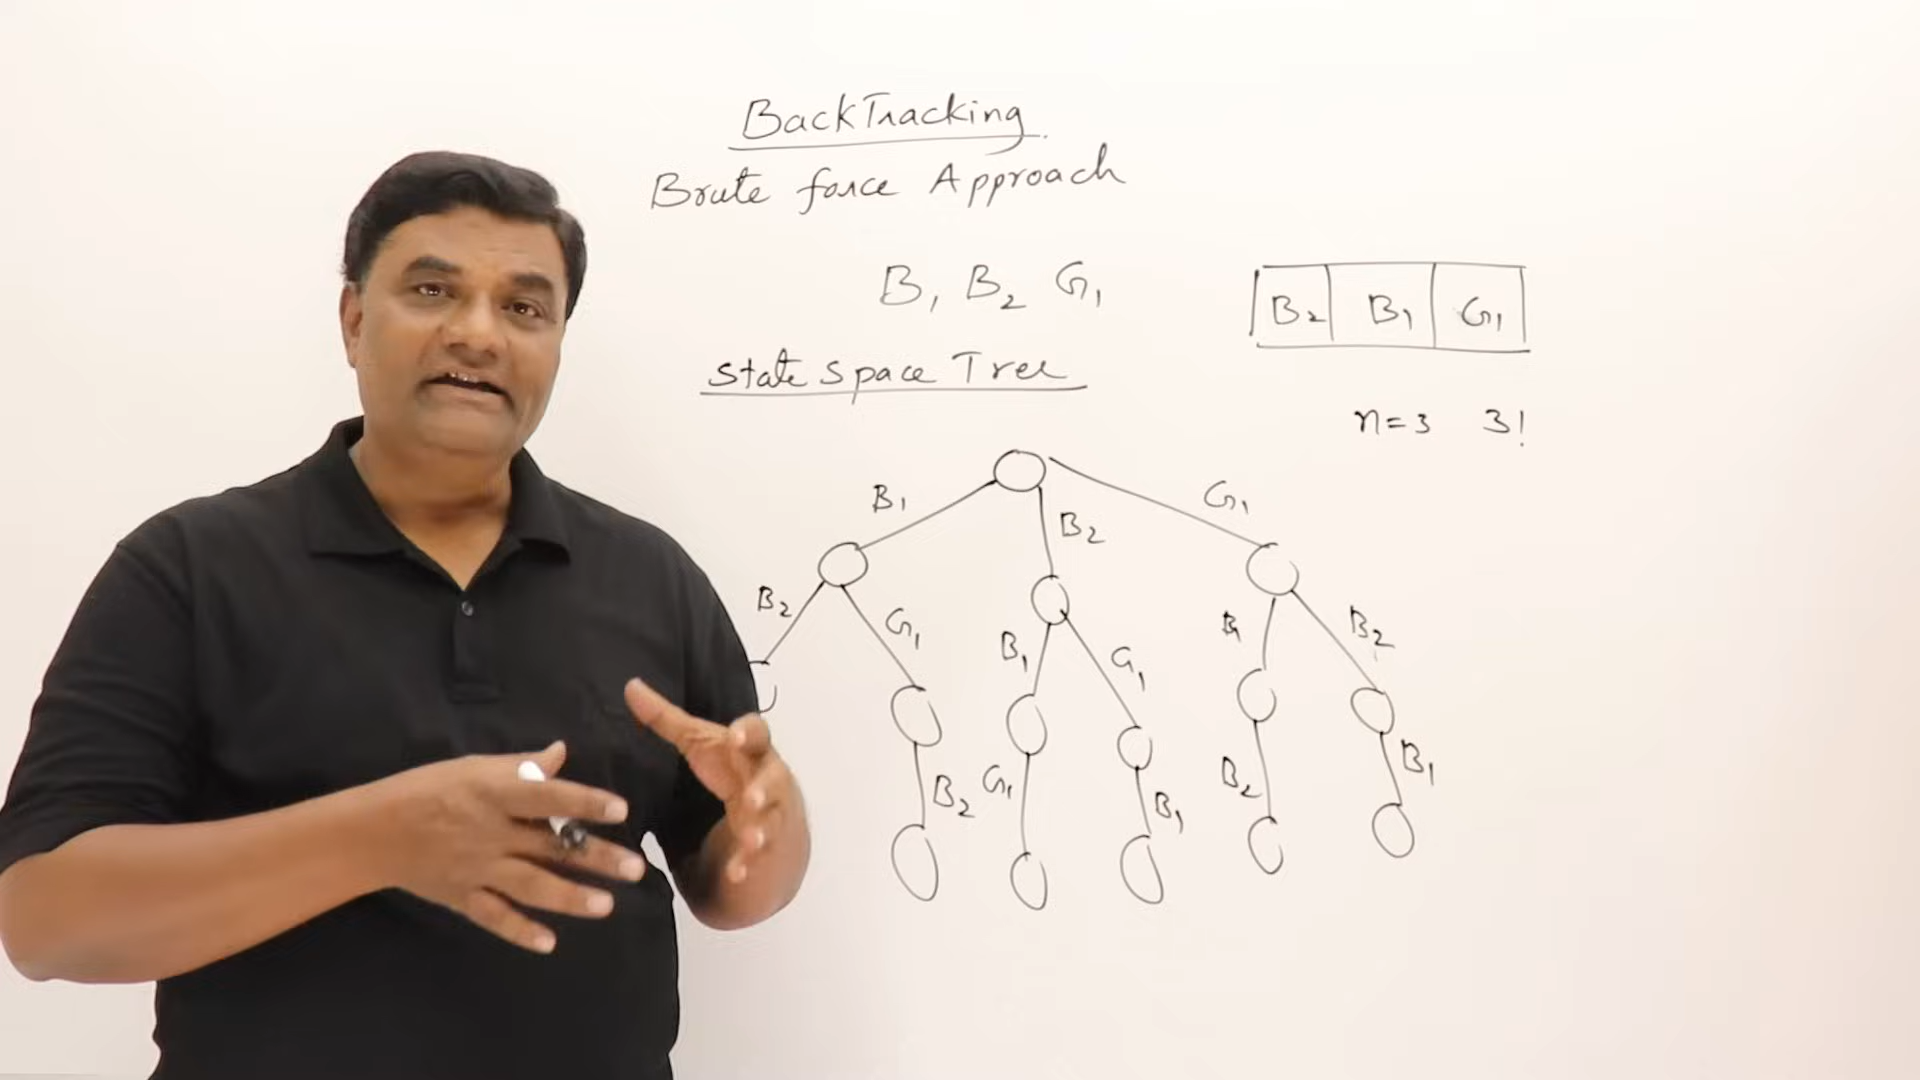 BackTracking
Brute force Approach
B1 B2 G1
B2 B1 G1
State Space Tree
n=3 3!
B1 B2 G1
B2 G1 B1 G1 B1 B2
B2 G1 B1 B2 B1